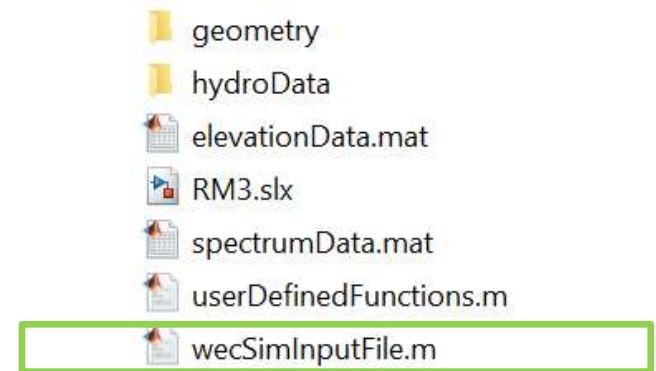 geometry
hydroData
elevationData.mat
RM3.slx
spectrumData.mat
userDefinedFunctions.m
wecSimInputFile.m